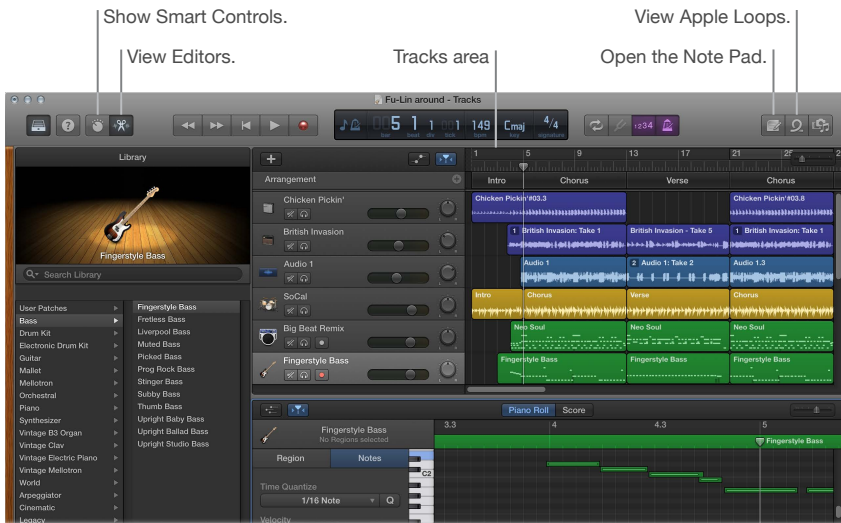 Show Smart Controls.
View Apple Loops.
View Editors.
Tracks area
Open the Note Pad.
Fu-Lin around - Tracks
005 1 1 001 149 Cmaj 4/4
bar beat div tick bpm key signature
1234
Library
1 5 9 13 17 21 25
Arrangement
Intro Chorus Verse Chorus
Chicken Pickin'
Chicken Pickin'#03.3
Chicken Pickin'#03.8
British Invasion
1 British Invasion: Take 1
British Invasion - Take 5
1 British Invasion: Take 1
Fingerstyle Bass
Search Library
Audio 1
Audio 1
2 Audio 1: Take 2
Audio 1.3
SoCal
Intro Chorus Verse Chorus
Big Beat Remix
Neo Soul
Neo Soul
Neo Soul
Fingerstyle Bass
Fingerstyle Bass
Fingerstyle Bass
Fingerstyle Bass
User Patches
Bass
Drum Kit
Electronic Drum Kit
Guitar
Mallet
Mellotron
Orchestral
Piano
Synthesizer
Vintage B3 Organ
Vintage Clav
Vintage Electric Piano
Vintage Mellotron
World
Arpeggiator
Cinematic
Legacy
Fingerstyle Bass
Fretless Bass
Liverpool Bass
Muted Bass
Picked Bass
Prog Rock Bass
Stinger Bass
Subby Bass
Thumb Bass
Upright Baby Bass
Upright Ballad Bass
Upright Studio Bass
Piano Roll Score
Fingerstyle Bass
No Regions selected
3.3 4 4.3 5
Fingerstyle Bass
Region Notes
C2
Time Quantize
1/16 Note Q
Velocity